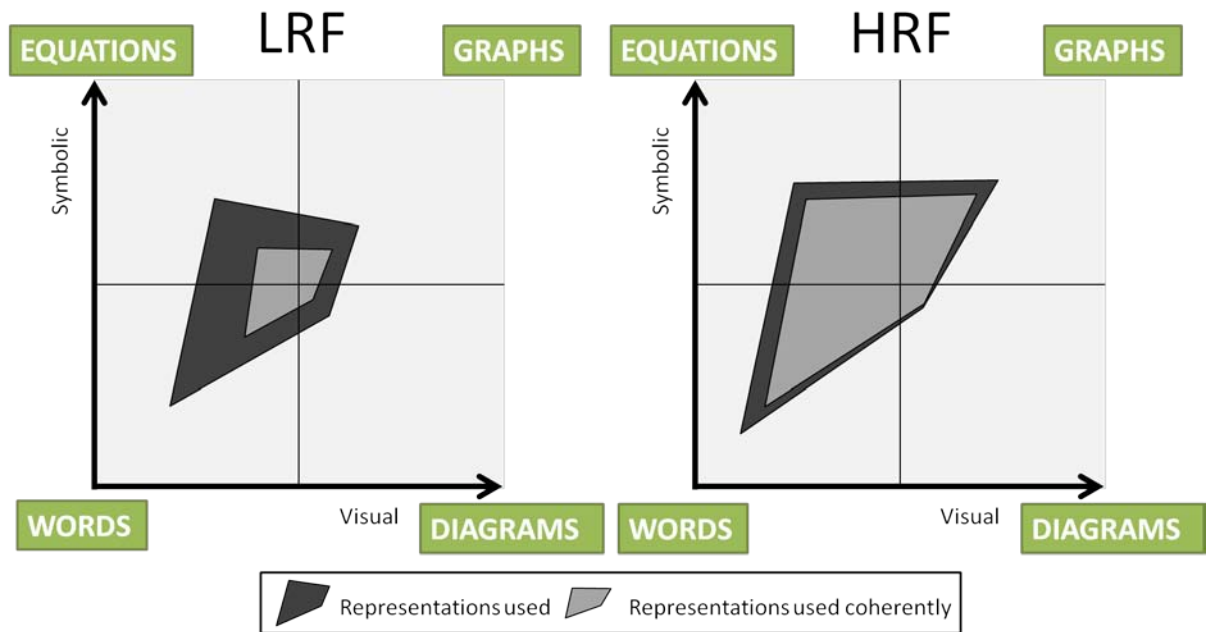 LRF
HRF
EQUATIONS
GRAPHS
EQUATIONS
GRAPHS
Symbolic
Symbolic
Visual
Visual
WORDS
DIAGRAMS
WORDS
DIAGRAMS
Representations used
Representations used coherently